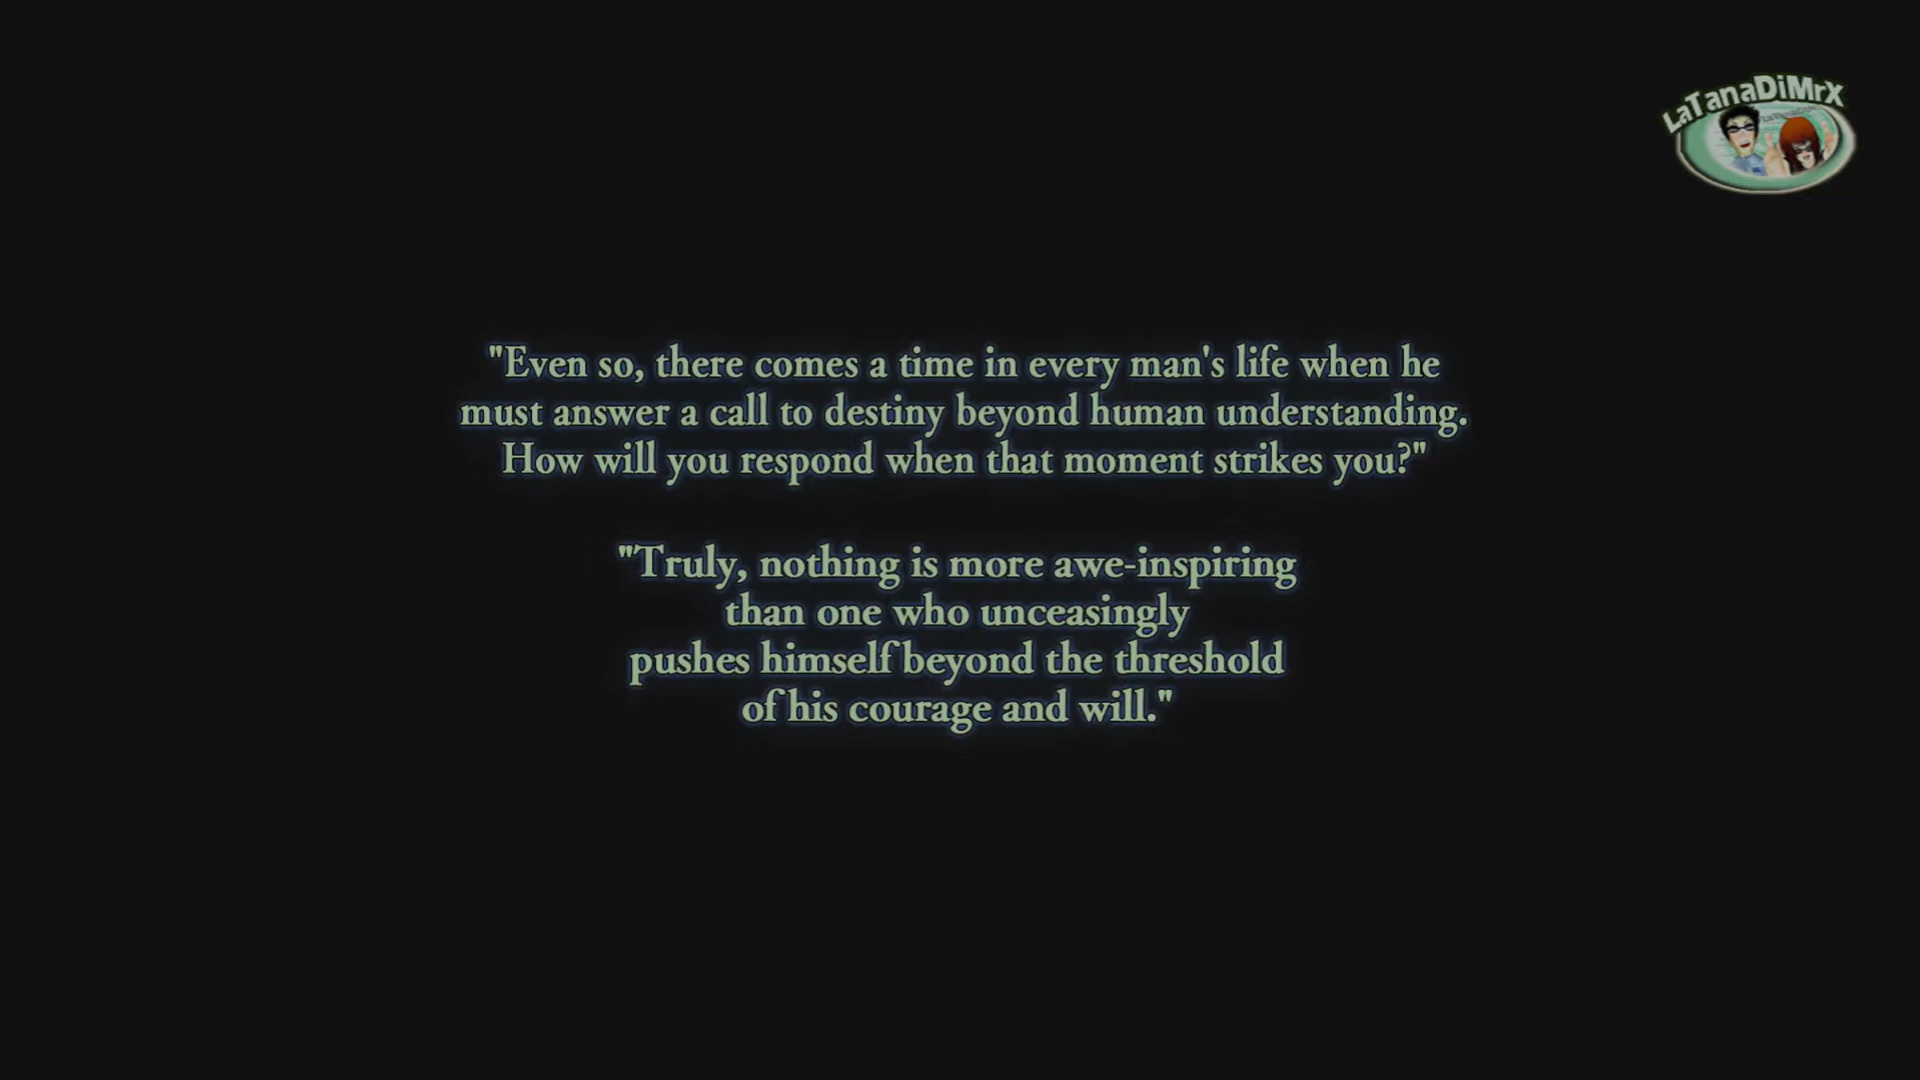 LaTanaDiMrX
"Even so, there comes a time in every man's life when he
must answer a call to destiny beyond human understanding.
How will you respond when that moment strikes you?"
"Truly, nothing is more awe-inspiring
than one who unceasingly
pushes himself beyond the threshold
of his courage and will."